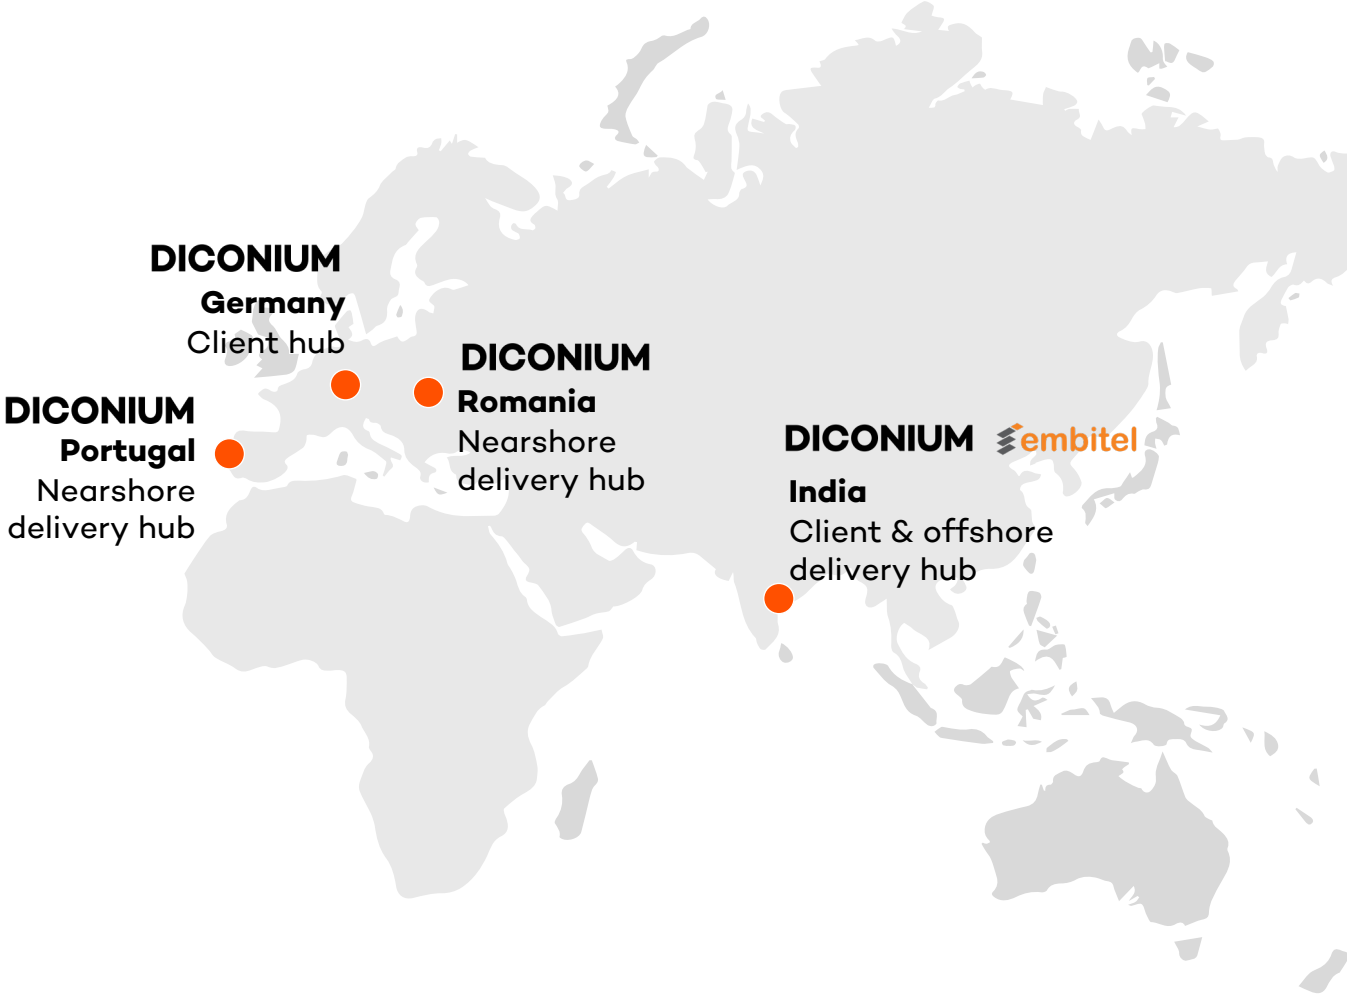 DICONIUM
Germany
Client hub
DICONIUM
Romania
Nearshore
delivery hub
DICONIUM
Portugal
Nearshore
delivery hub
DICONIUM embitel
India
Client & offshore
delivery hub